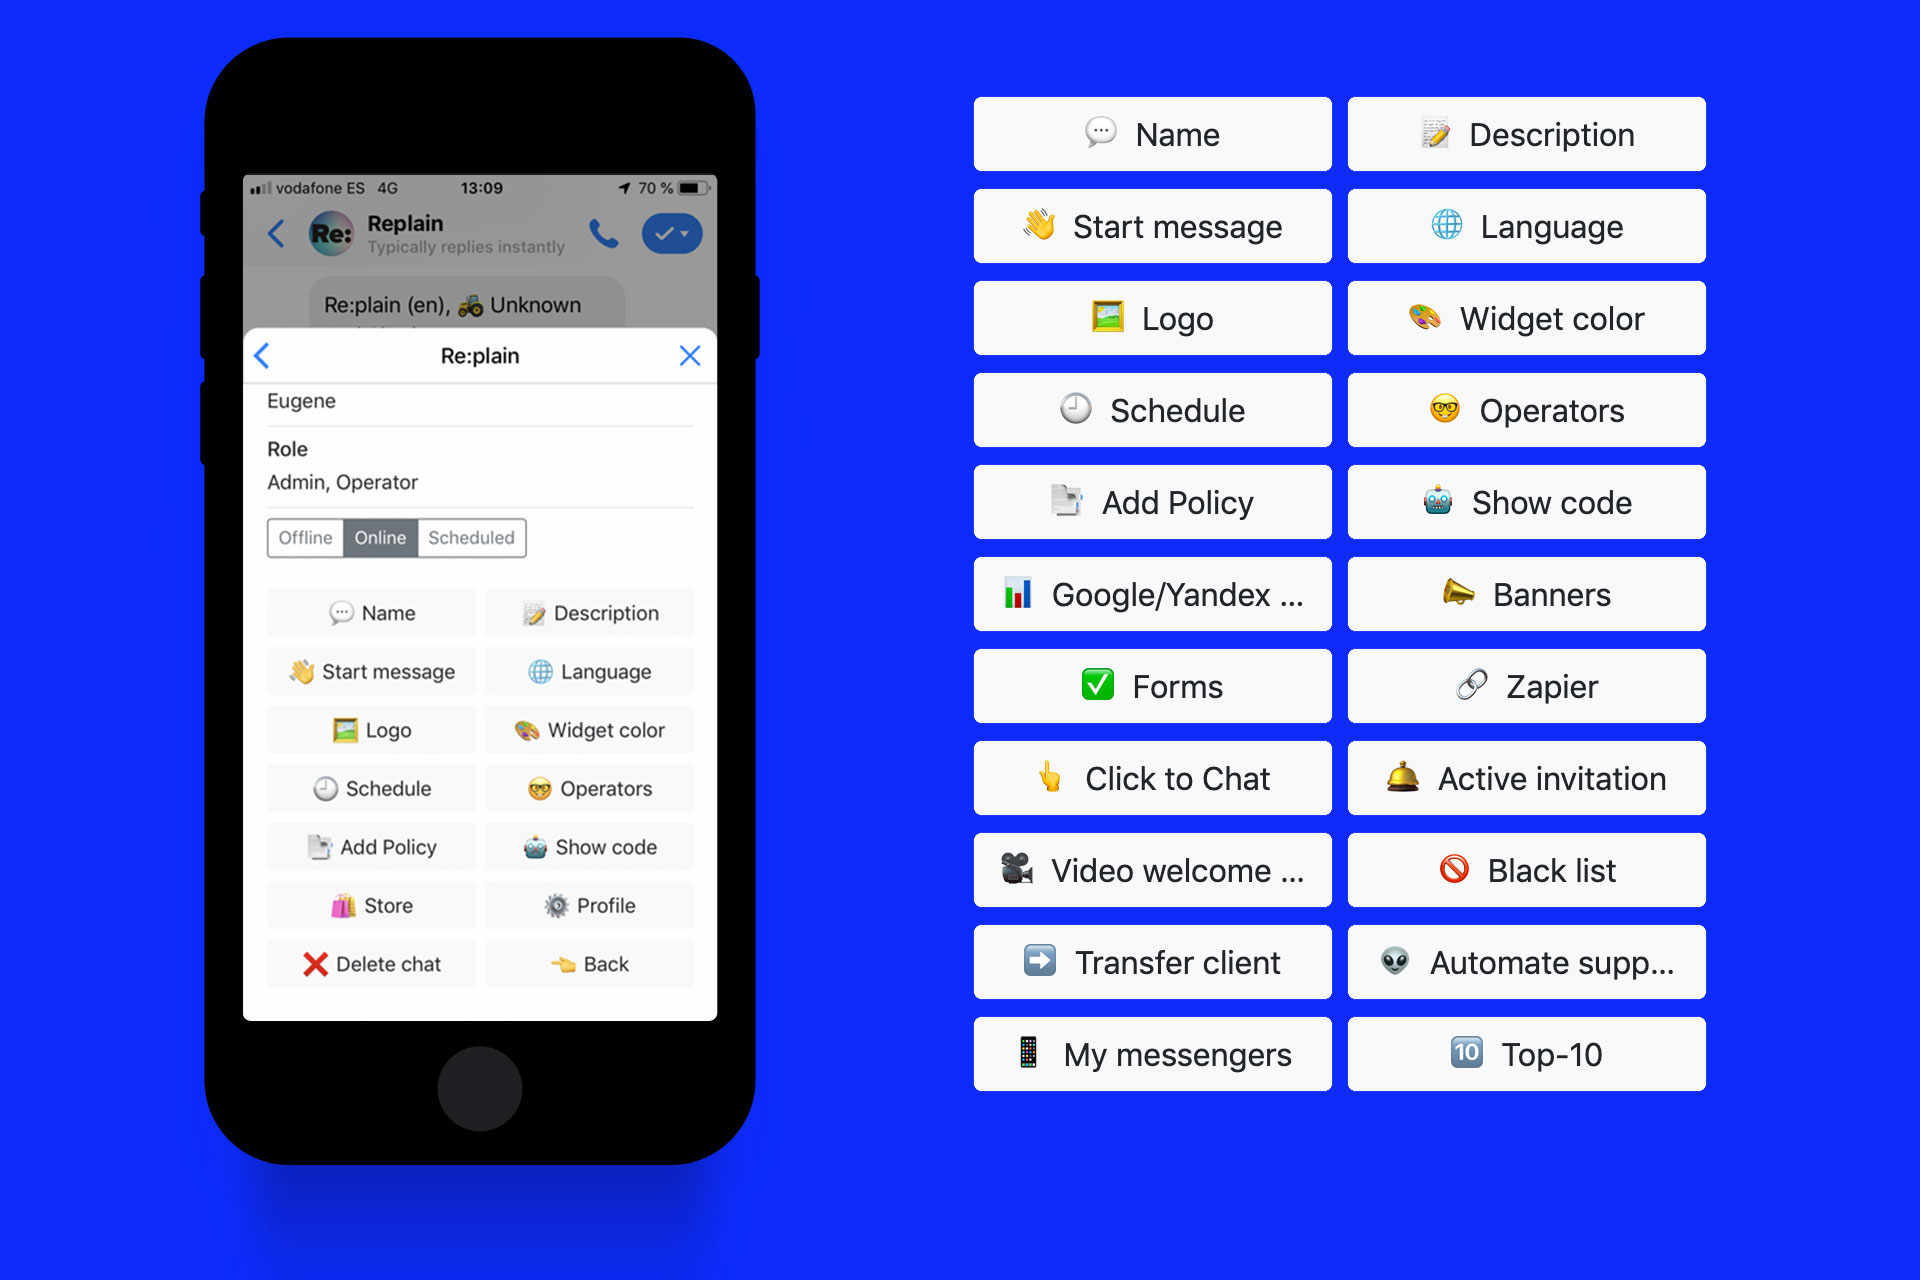 vodafone ES 4G 13:09 70 %
Re:
Replain
Typically replies instantly
Re:plain (en), 🚜 Unknown
Re:plain
Eugene
Role
Admin, Operator
Offline Online Scheduled
💬 Name 📝 Description
👋 Start message 🌐 Language
🖼️ Logo 🎨 Widget color
🕘 Schedule 🤓 Operators
📑 Add Policy 🤖 Show code
🛍️ Store ⚙️ Profile
❌ Delete chat 👈 Back
💬 Name 📝 Description
👋 Start message 🌐 Language
🖼️ Logo 🎨 Widget color
🕘 Schedule 🤓 Operators
📑 Add Policy 🤖 Show code
📊 Google/Yandex ... 📣 Banners
✅ Forms 🔗 Zapier
👆 Click to Chat 🛎️ Active invitation
🎥 Video welcome ... 🚫 Black list
➡️ Transfer client 👽 Automate supp...
📱 My messengers 🔟 Top-10